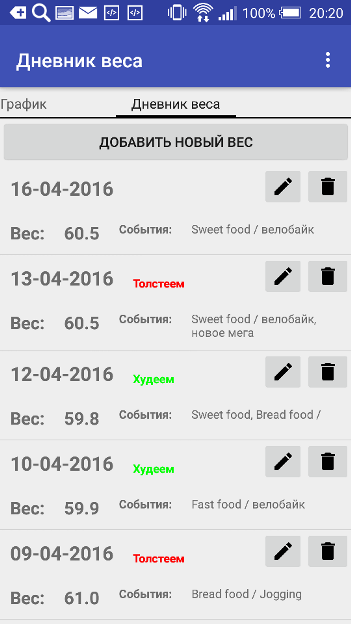 100% 20:20
Дневник веса
График Дневник веса
ДОБАВИТЬ НОВЫЙ ВЕС
16-04-2016
Вес: 60.5 События: Sweet food / велобайк
13-04-2016 Толстеем
Вес: 60.5 События: Sweet food / велобайк,
новое мега
12-04-2016 Худеем
Вес: 59.8 События: Sweet food, Bread food /
10-04-2016 Худеем
Вес: 59.9 События: Fast food / велобайк
09-04-2016 Толстеем
Вес: 61.0 События: Bread food / Jogging